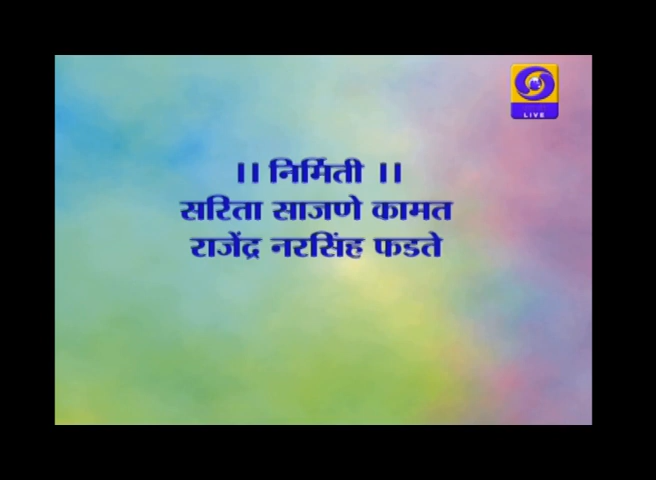 LIVE
।। निर्मिती ।।
सरिता साजणे कामत
राजेंद्र नरसिंह फडते